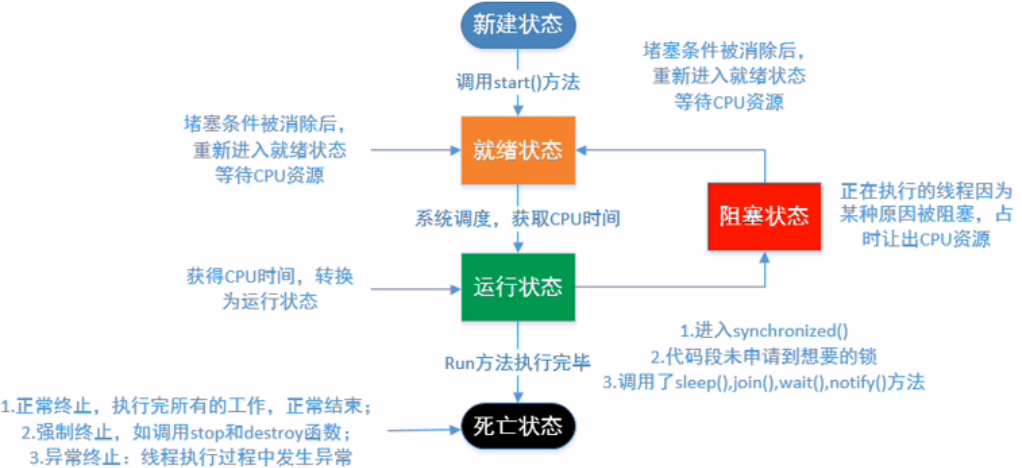 新建状态
调用start()方法
堵塞条件被消除后，
重新进入就绪状态
等待CPU资源
堵塞条件被消除后，
重新进入就绪状态
等待CPU资源
就绪状态
阻塞状态
正在执行的线程因为
某种原因被阻塞，占
时让出CPU资源
系统调度，获取CPU时间
获得CPU时间，转换
为运行状态
运行状态
1.进入synchronized()
2.代码段未申请到想要的锁
3.调用了sleep(),join(),wait(),notify()方法
Run方法执行完毕
1.正常终止，执行完所有的工作，正常结束；
2.强制终止，如调用stop和destroy函数；
3.异常终止：线程执行过程中发生异常
死亡状态